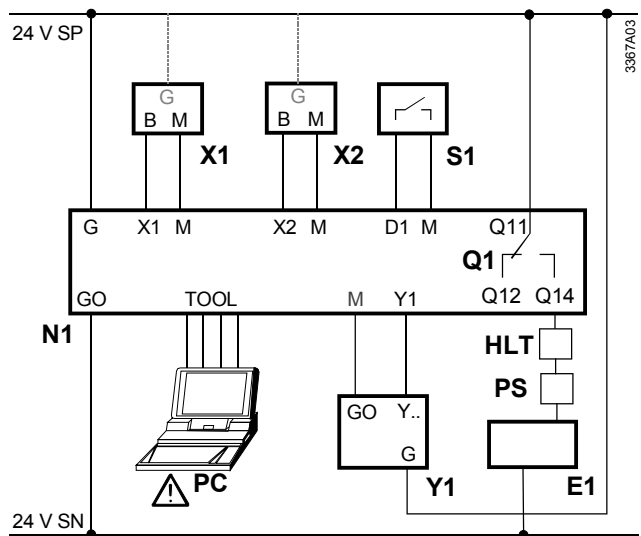 24 V SP
3367A03
G
G
B M
B M
X1
X2
S1
G X1 M X2 M D1 M Q11
Q1
GO TOOL M Y1 Q12 Q14
N1
HLT
PS
GO Y..
G
PC
Y1
E1
24 V SN